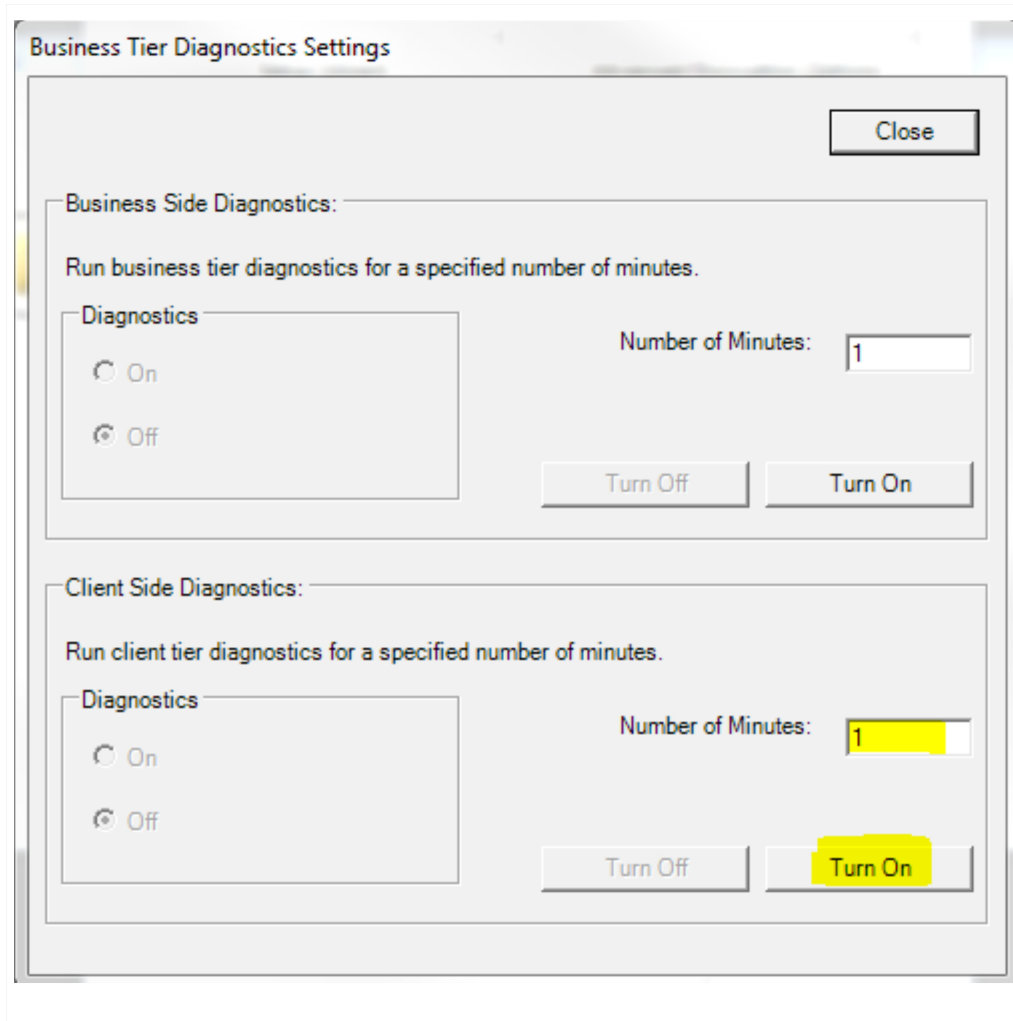 Business Tier Diagnostics Settings
Close
Business Side Diagnostics:
Run business tier diagnostics for a specified number of minutes.
Diagnostics
On
Off
Number of Minutes:
1
Turn Off
Turn On
Client Side Diagnostics:
Run client tier diagnostics for a specified number of minutes.
Diagnostics
On
Off
Number of Minutes:
1
Turn Off
Turn On